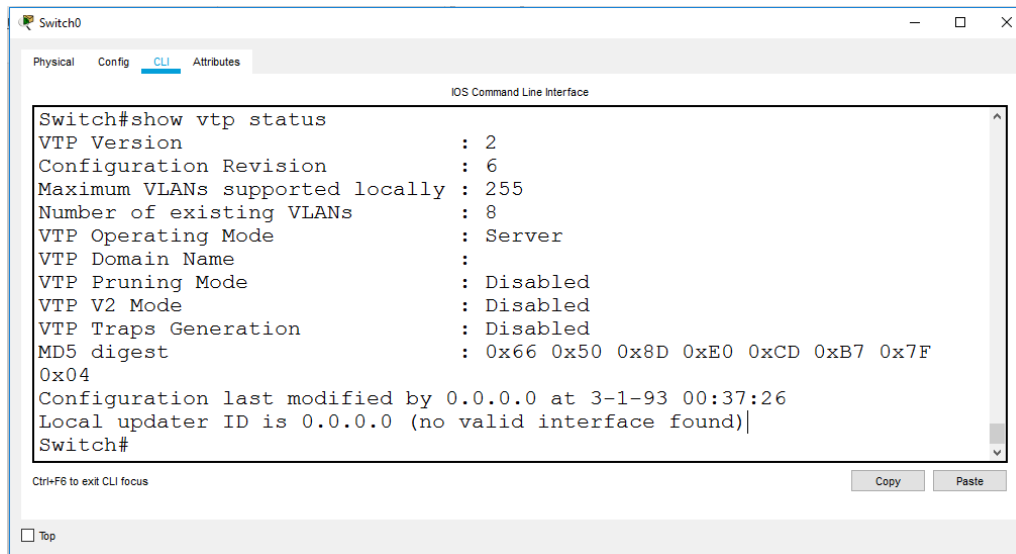 Switch0
Physical Config CLI Attributes
IOS Command Line Interface
Switch#show vtp status
VTP Version : 2
Configuration Revision : 6
Maximum VLANs supported locally : 255
Number of existing VLANs : 8
VTP Operating Mode : Server
VTP Domain Name :
VTP Pruning Mode : Disabled
VTP V2 Mode : Disabled
VTP Traps Generation : Disabled
MD5 digest : 0x66 0x50 0x8D 0xE0 0xCD 0xB7 0x7F
0x04
Configuration last modified by 0.0.0.0 at 3-1-93 00:37:26
Local updater ID is 0.0.0.0 (no valid interface found)
Switch#
Ctrl+F6 to exit CLI focus Copy Paste
Top